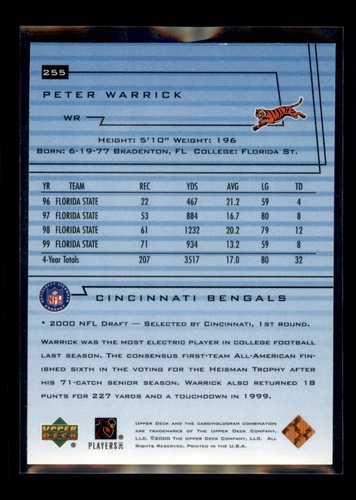 255
PETER WARRICK
WR
HEIGHT: 5'10" WEIGHT: 196
BORN: 6-19-77 BRADENTON, FL COLLEGE: FLORIDA ST.
YR TEAM REC YDS AVG LG TD
96 FLORIDA STATE 22 467 21.2 59 4
97 FLORIDA STATE 53 884 16.7 80 8
98 FLORIDA STATE 61 1232 20.2 79 12
99 FLORIDA STATE 71 934 13.2 59 8
4-Year Totals 207 3517 17.0 80 32
NFL
CINCINNATI BENGALS
• 2000 NFL DRAFT — SELECTED BY CINCINNATI, 1ST ROUND.
WARRICK WAS THE MOST ELECTRIC PLAYER IN COLLEGE FOOTBALL
LAST SEASON. THE CONSENSUS FIRST-TEAM ALL-AMERICAN FIN-
ISHED SIXTH IN THE VOTING FOR THE HEISMAN TROPHY AFTER
HIS 71-CATCH SENIOR SEASON. WARRICK ALSO RETURNED 18
PUNTS FOR 227 YARDS AND A TOUCHDOWN IN 1999.
UPPER DECK
PLAYERS INC
UPPER DECK AND THE CARD/HOLOGRAM COMBINATION
ARE TRADEMARKS OF THE UPPER DECK COMPANY,
LLC. ©2000 THE UPPER DECK COMPANY, LLC. ALL
RIGHTS RESERVED. PRINTED IN THE U.S.A.